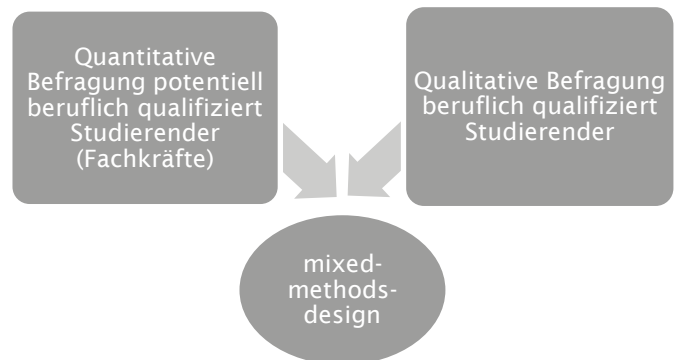 Quantitative
Befragung potentiell
beruflich qualifiziert
Studierender
(Fachkräfte)
Qualitative Befragung
beruflich qualifiziert
Studierender
mixed-
methods-
design